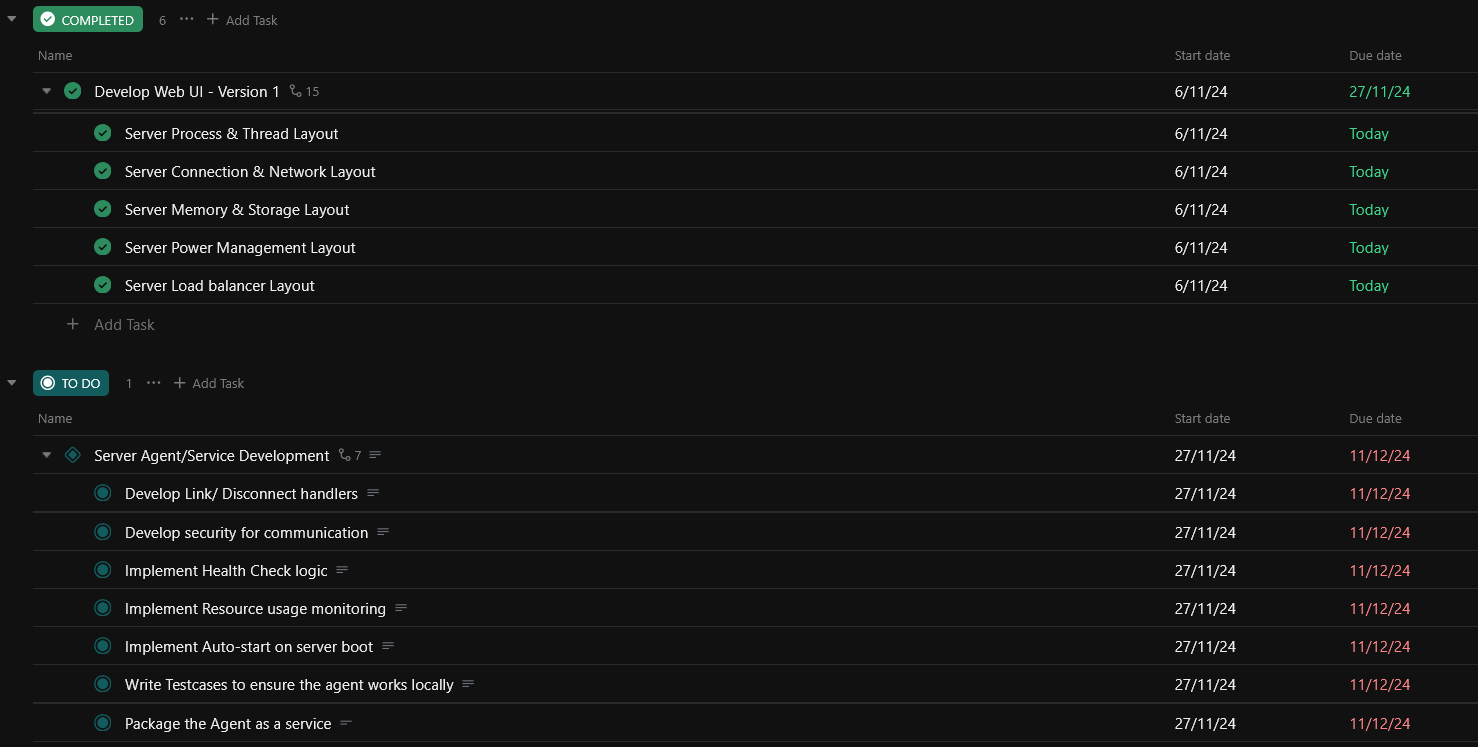 COMPLETED 6 ... + Add Task
Name Start date Due date
Develop Web UI - Version 1 15 6/11/24 27/11/24
Server Process & Thread Layout 6/11/24 Today
Server Connection & Network Layout 6/11/24 Today
Server Memory & Storage Layout 6/11/24 Today
Server Power Management Layout 6/11/24 Today
Server Load balancer Layout 6/11/24 Today
+ Add Task
TO DO 1 ... + Add Task
Name Start date Due date
Server Agent/Service Development 7 27/11/24 11/12/24
Develop Link/ Disconnect handlers 27/11/24 11/12/24
Develop security for communication 27/11/24 11/12/24
Implement Health Check logic 27/11/24 11/12/24
Implement Resource usage monitoring 27/11/24 11/12/24
Implement Auto-start on server boot 27/11/24 11/12/24
Write Testcases to ensure the agent works locally 27/11/24 11/12/24
Package the Agent as a service 27/11/24 11/12/24